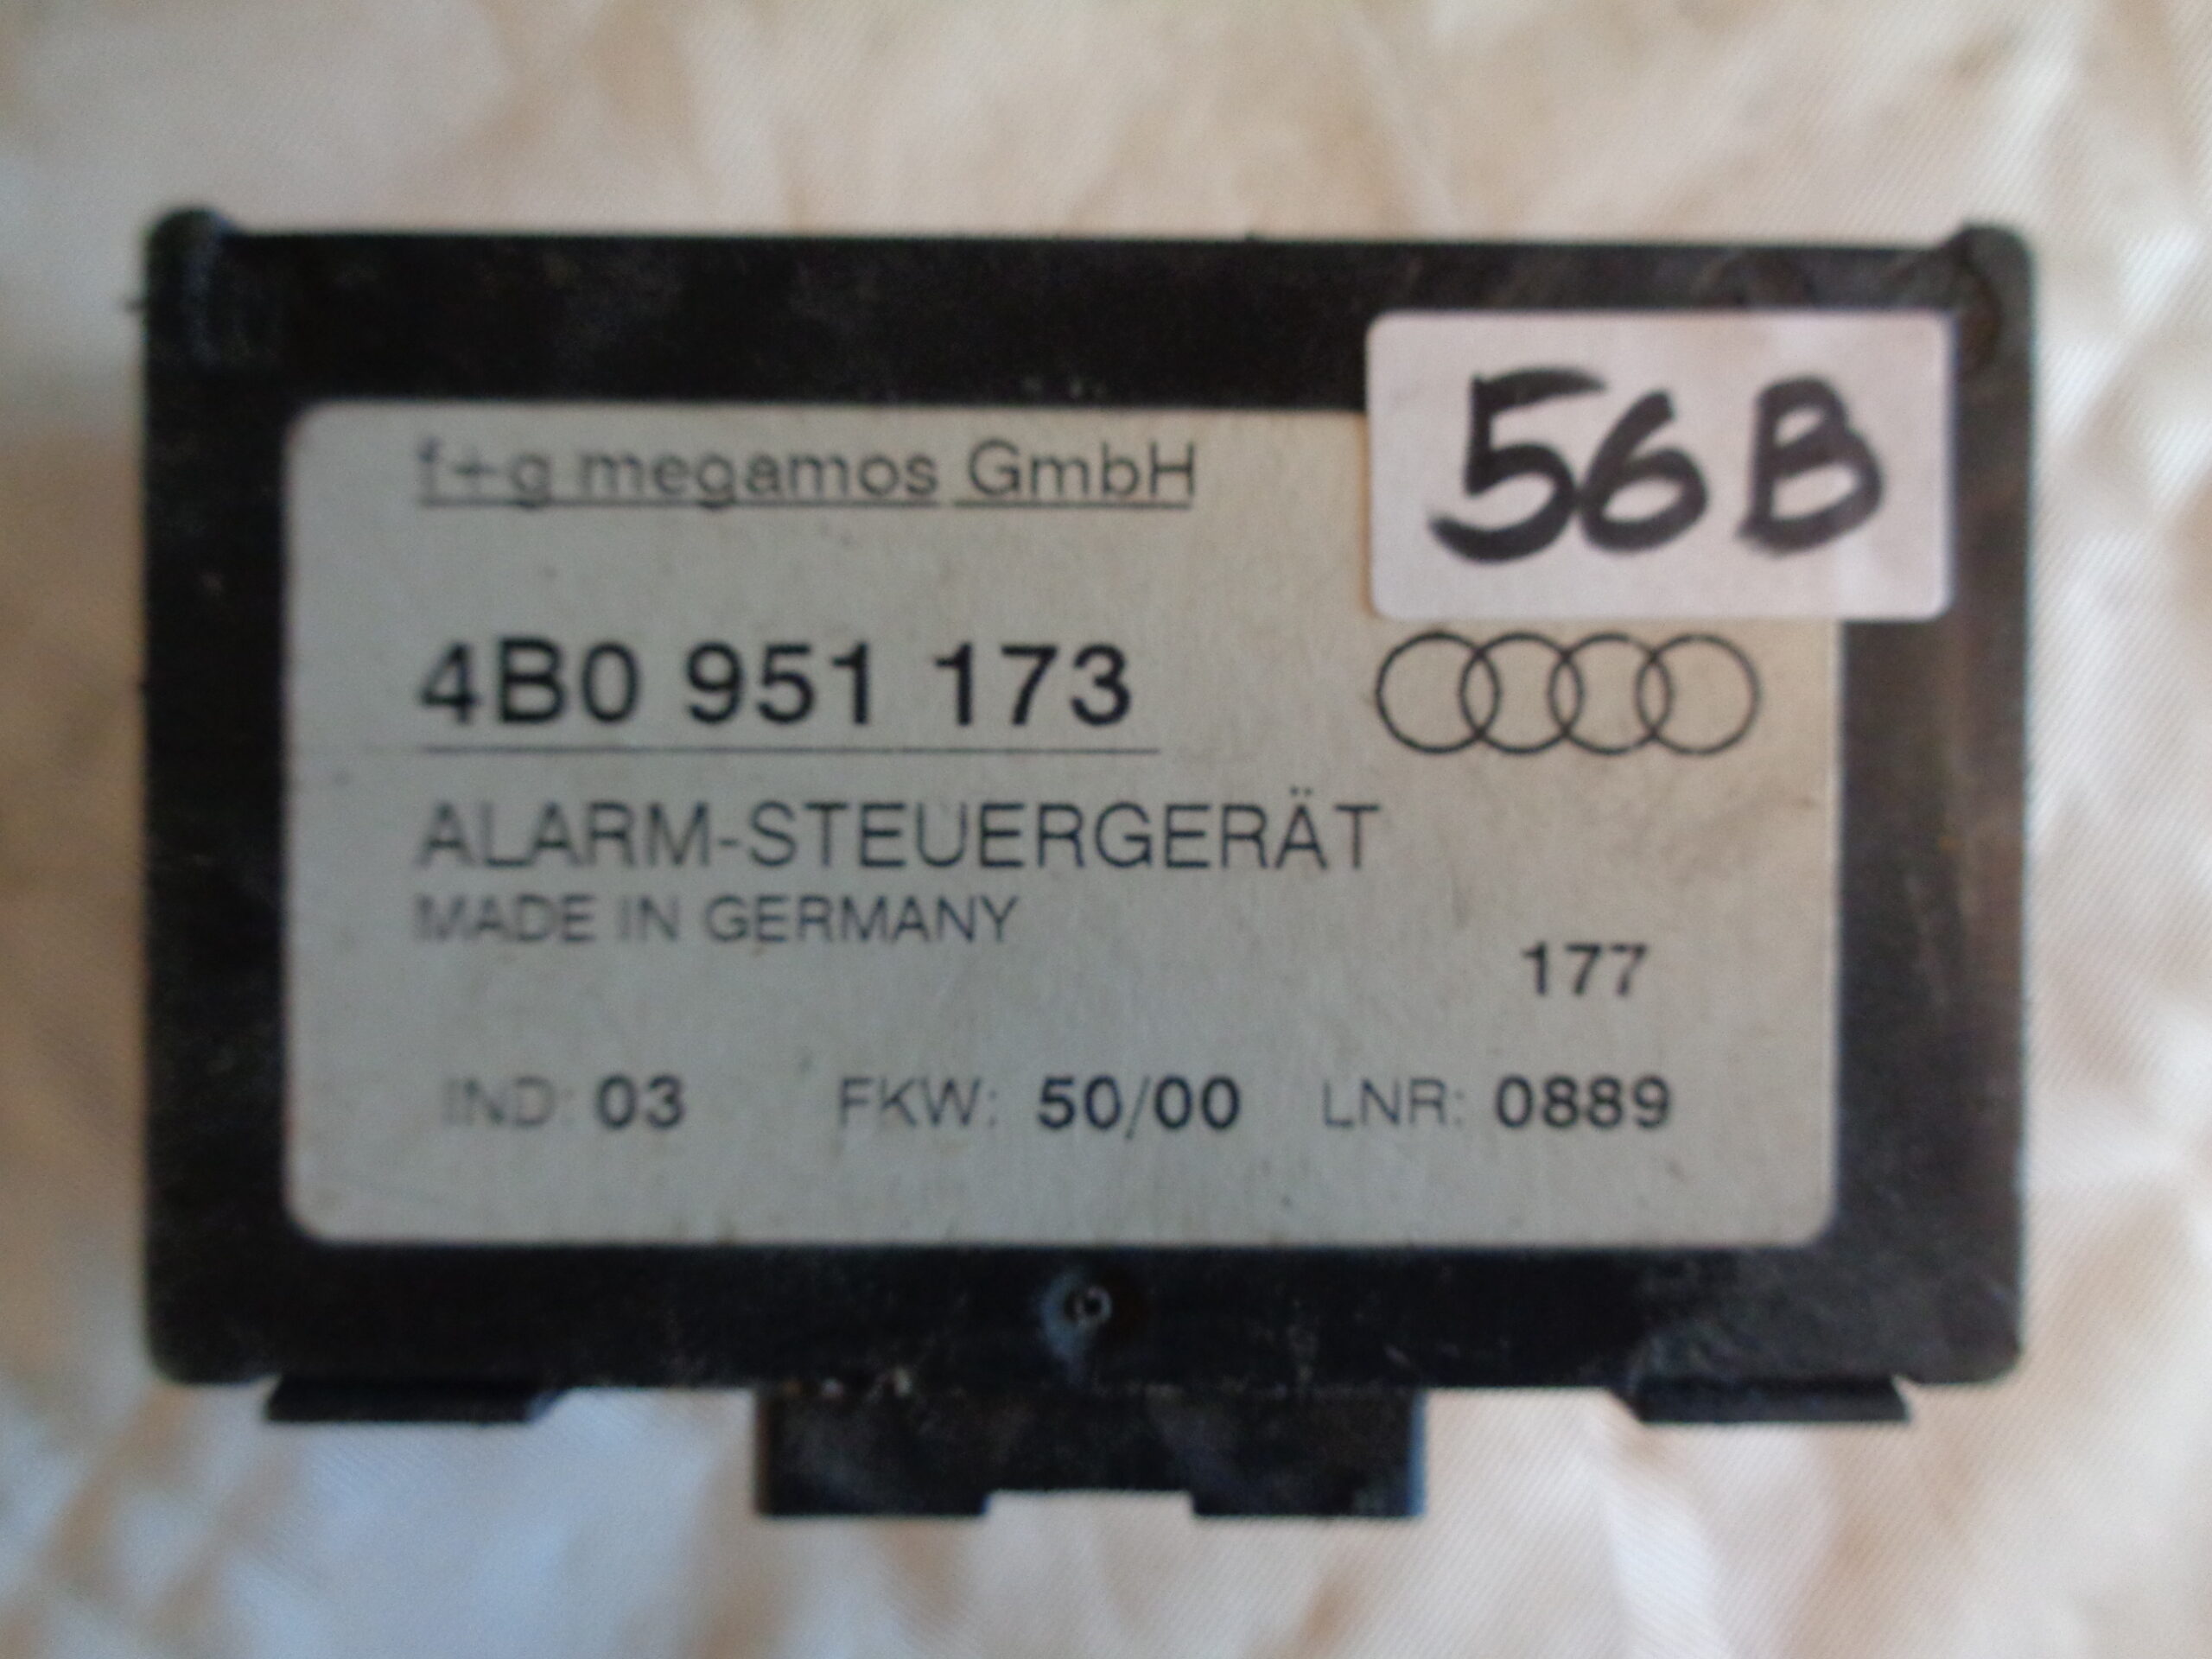 56B
f+g megamos GmbH
4B0 951 173
ALARM-STEUERGERÄT
MADE IN GERMANY
177
IND: 03 FKW: 50/00 LNR: 0889